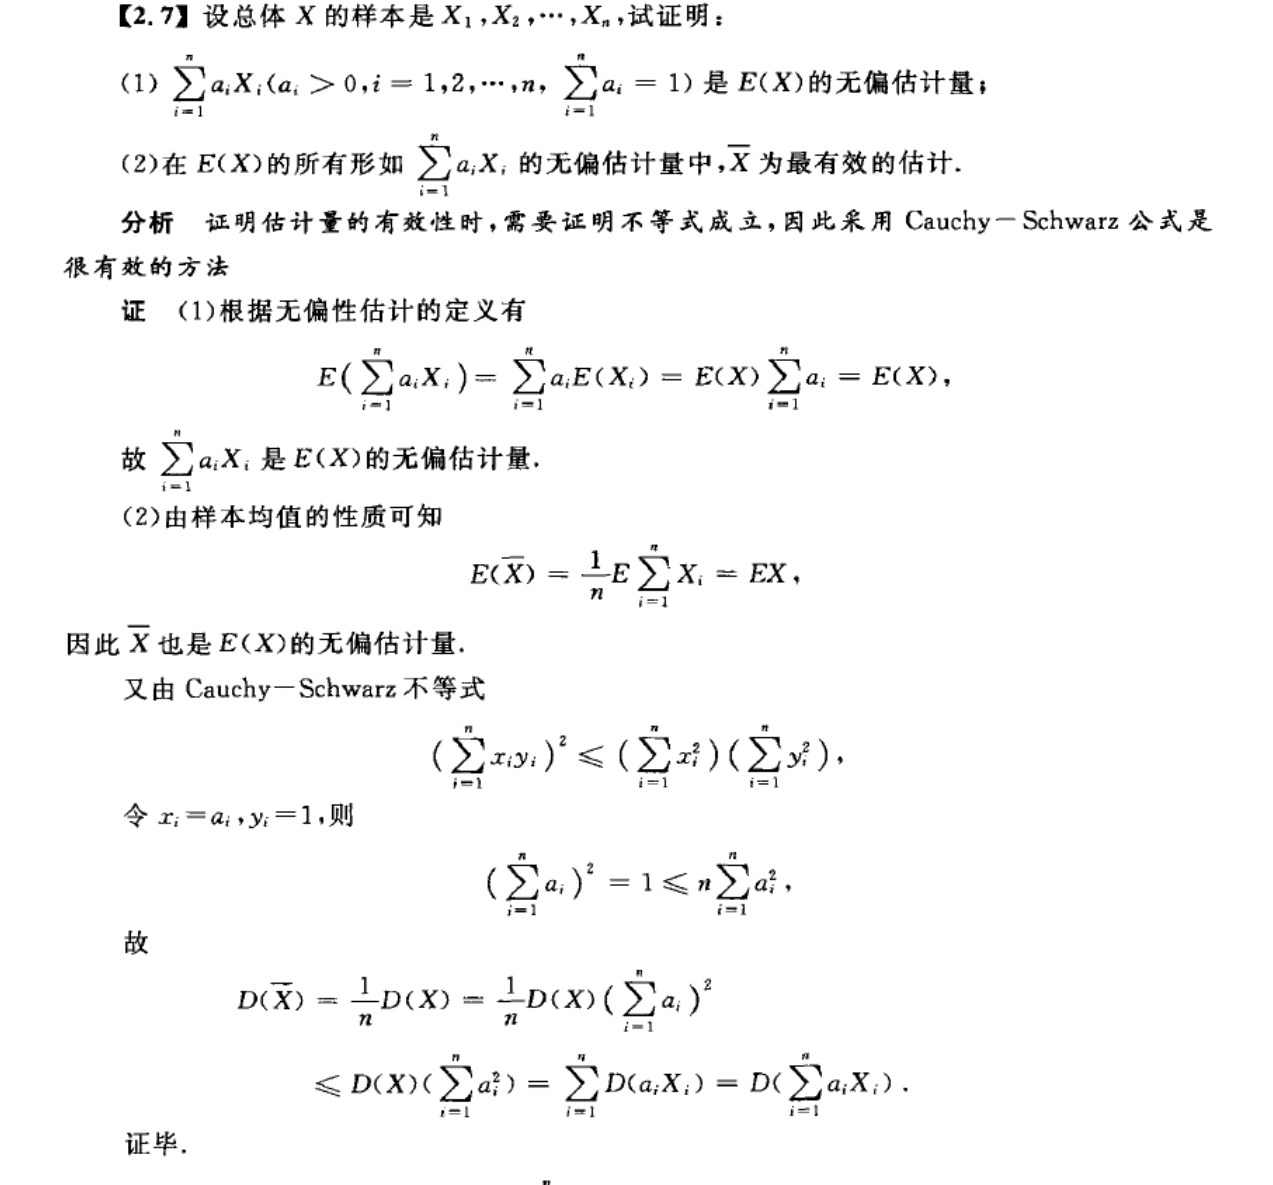 【2.7】设总体 X 的样本是 X₁,X₂,⋯,Xₙ,试证明:
(1) $\sum_{i=1}^{n} a_i X_i (a_i > 0, i = 1,2,\cdots,n, \sum_{i=1}^{n} a_i = 1)$ 是 E(X)的无偏估计量;
(2)在 E(X)的所有形如 $\sum_{i=1}^{n} a_i X_i$ 的无偏估计量中,$\overline{X}$ 为最有效的估计.
分析 证明估计量的有效性时,需要证明不等式成立,因此采用 Cauchy－Schwarz 公式是
很有效的方法
证 (1)根据无偏性估计的定义有
$E(\sum_{i=1}^{n} a_i X_i) = \sum_{i=1}^{n} a_i E(X_i) = E(X) \sum_{i=1}^{n} a_i = E(X),$
故 $\sum_{i=1}^{n} a_i X_i$ 是 E(X)的无偏估计量.
(2)由样本均值的性质可知
$E(\overline{X}) = \frac{1}{n} E \sum_{i=1}^{n} X_i = EX,$
因此 $\overline{X}$ 也是 E(X)的无偏估计量.
又由 Cauchy－Schwarz 不等式
$(\sum_{i=1}^{n} x_i y_i)^2 \leqslant (\sum_{i=1}^{n} x_i^2)(\sum_{i=1}^{n} y_i^2),$
令 $x_i = a_i, y_i = 1$,则
$(\sum_{i=1}^{n} a_i)^2 = 1 \leqslant n \sum_{i=1}^{n} a_i^2,$
故
$D(\overline{X}) = \frac{1}{n} D(X) = \frac{1}{n} D(X) (\sum_{i=1}^{n} a_i)^2$
$\leqslant D(X)(\sum_{i=1}^{n} a_i^2) = \sum_{i=1}^{n} D(a_i X_i) = D(\sum_{i=1}^{n} a_i X_i).$
证毕.
n